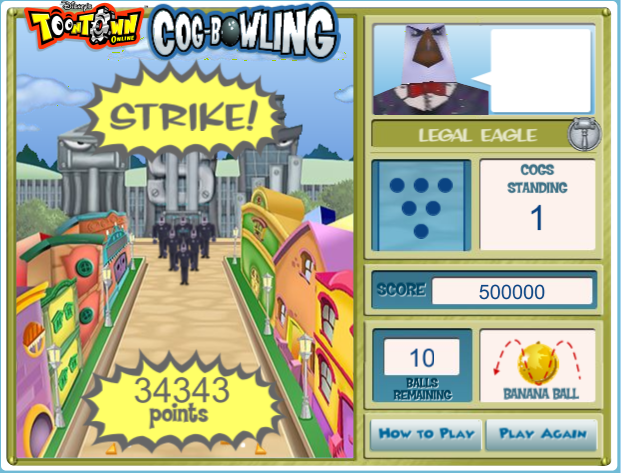 Disney's
TOONTOWN
ONLINE
COG-BOWLING
STRIKE!
34343
points
LEGAL EAGLE
COGS
STANDING
1
SCORE 500000
10
BALLS
REMAINING
BANANA BALL
HOW TO PLAY
PLAY AGAIN